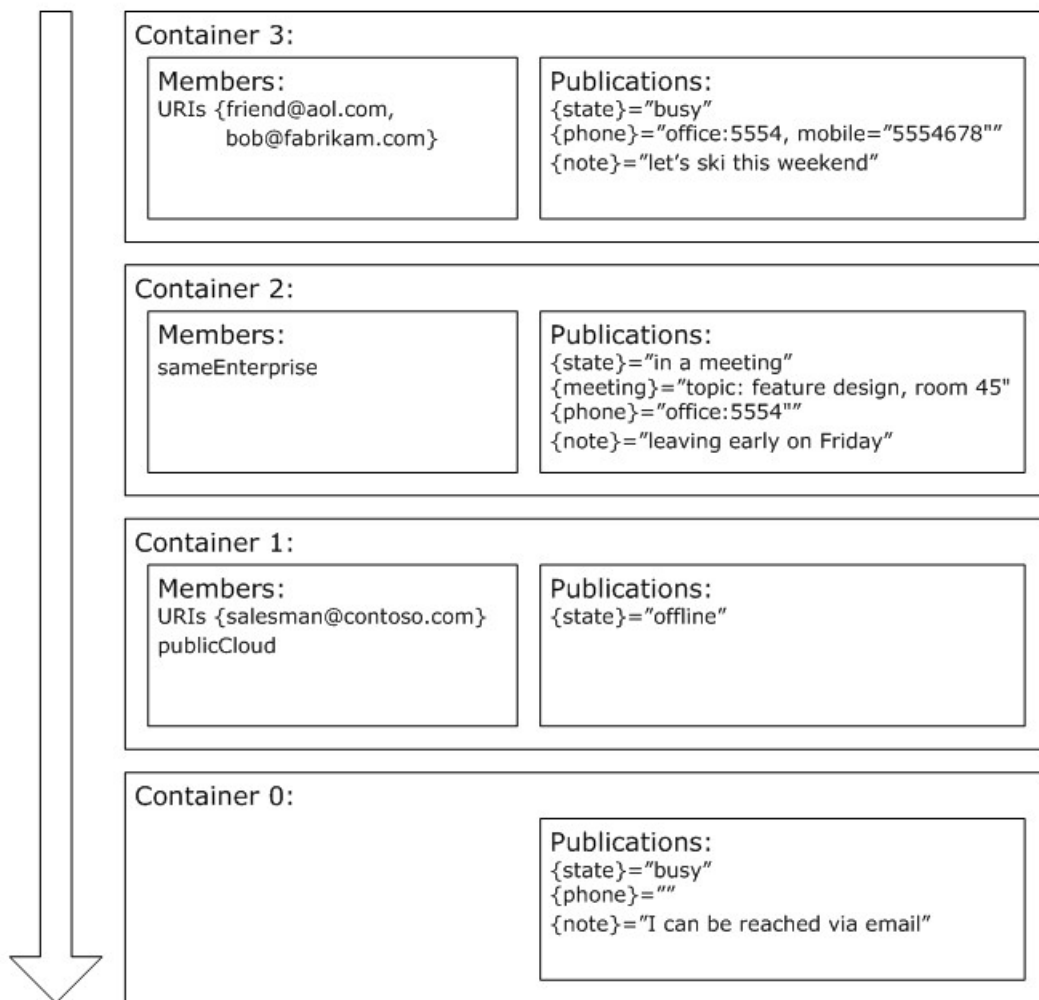 Container 3:
Members:
URIs {friend@aol.com,
bob@fabrikam.com}
Publications:
{state}=”busy”
{phone}=”office:5554, mobile=”5554678"”
{note}=”let’s ski this weekend”
Container 2:
Members:
sameEnterprise
Publications:
{state}=”in a meeting”
{meeting}=”topic: feature design, room 45"
{phone}=”office:5554"”
{note}=”leaving early on Friday”
Container 1:
Members:
URIs {salesman@contoso.com}
publicCloud
Publications:
{state}=”offline”
Container 0:
Publications:
{state}=”busy”
{phone}=””
{note}=”I can be reached via email”